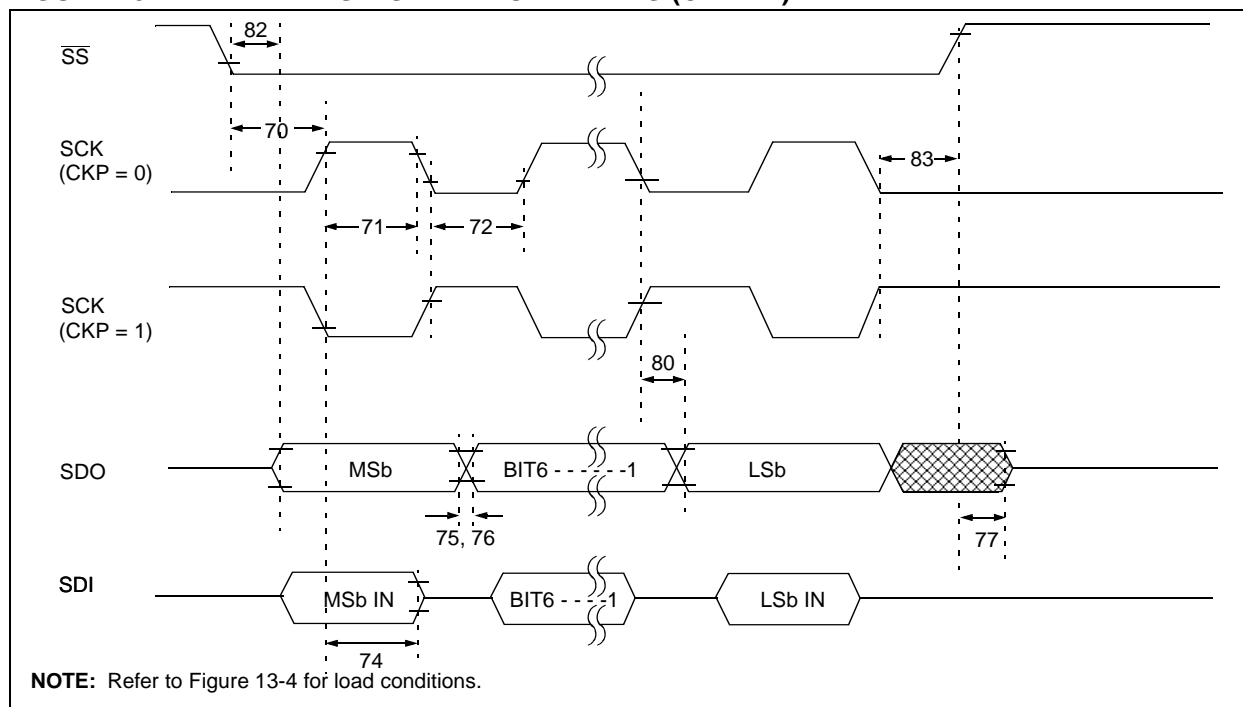 82
SS
70
SCK
(CKP = 0)
83
71
72
SCK
(CKP = 1)
80
SDO
MSb
BIT6 - - - - - -1
LSb
75, 76
77
SDI
MSb IN
BIT6 - - - -1
LSb IN
74
NOTE: Refer to Figure 13-4 for load conditions.